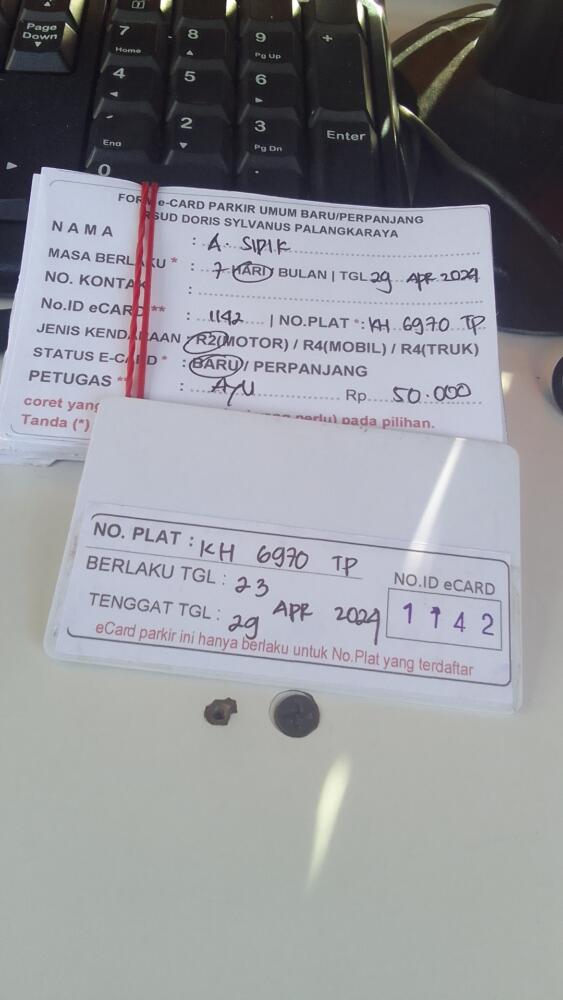 Page
Down
▼
7
Home
8
▲
9
Pg Up
+
4
◄
5
6
►
End
2
▼
3
Pg Dn
Enter
►
0
.
FORM e-CARD PARKIR UMUM BARU/PERPANJANG
RSUD DORIS SYLVANUS PALANGKARAYA
NAMA : A. SIDIK
MASA BERLAKU * : 7 HARI/ BULAN | TGL 29 APR 2024
NO. KONTAK :
No.ID eCARD ** : 1142 | NO.PLAT *: KH 6970 TP
JENIS KENDARAAN : R2(MOTOR) / R4(MOBIL) / R4(TRUK)
STATUS E-CARD * : BARU / PERPANJANG
PETUGAS ** : AYU Rp 50.000
coret yang perlu) pada pilihan.
Tanda (*)
NO. PLAT : KH 6970 TP
BERLAKU TGL : 23
TENGGAT TGL : 29 APR 2024
NO.ID eCARD
1142
eCard parkir ini hanya berlaku untuk No.Plat yang terdaftar